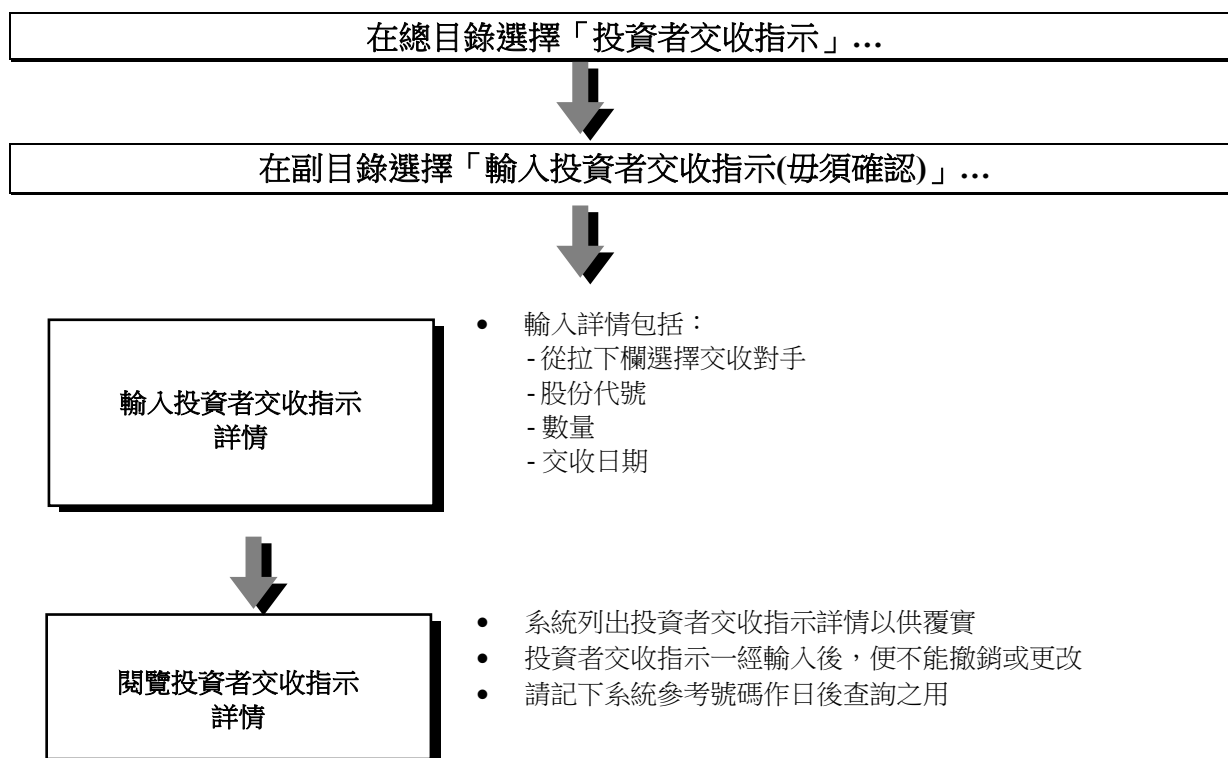 在總目錄選擇「投資者交收指示」...
在副目錄選擇「輸入投資者交收指示(毋須確認)」...
輸入投資者交收指示
詳情
• 輸入詳情包括：
- 從拉下欄選擇交收對手
- 股份代號
- 數量
- 交收日期
閱覽投資者交收指示
詳情
• 系統列出投資者交收指示詳情以供覆實
• 投資者交收指示一經輸入後，便不能撤銷或更改
• 請記下系統參考號碼作日後查詢之用